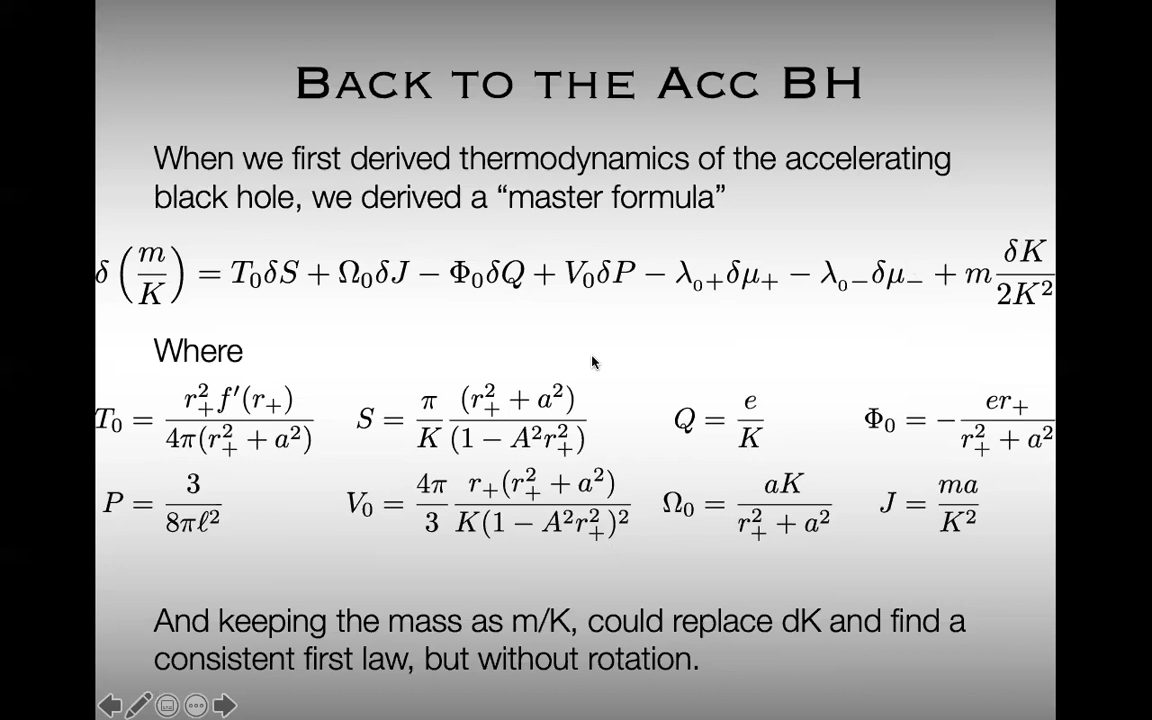 BACK TO THE ACC BH
When we first derived thermodynamics of the accelerating
black hole, we derived a “master formula”
δ(m/K) = T₀δS + Ω₀δJ − Φ₀δQ + V₀δP − λ₀₊δμ₊ − λ₀₋δμ₋ + m δK/2K²
Where
T₀ = r₊²f′(r₊)/4π(r₊² + a²) S = π/K (r₊² + a²)/(1 − A²r₊²) Q = e/K Φ₀ = − er₊/r₊² + a²
P = 3/8πℓ² V₀ = 4π/3 r₊(r₊² + a²)/K(1 − A²r₊²)² Ω₀ = aK/r₊² + a² J = ma/K²
And keeping the mass as m/K, could replace dK and find a
consistent first law, but without rotation.